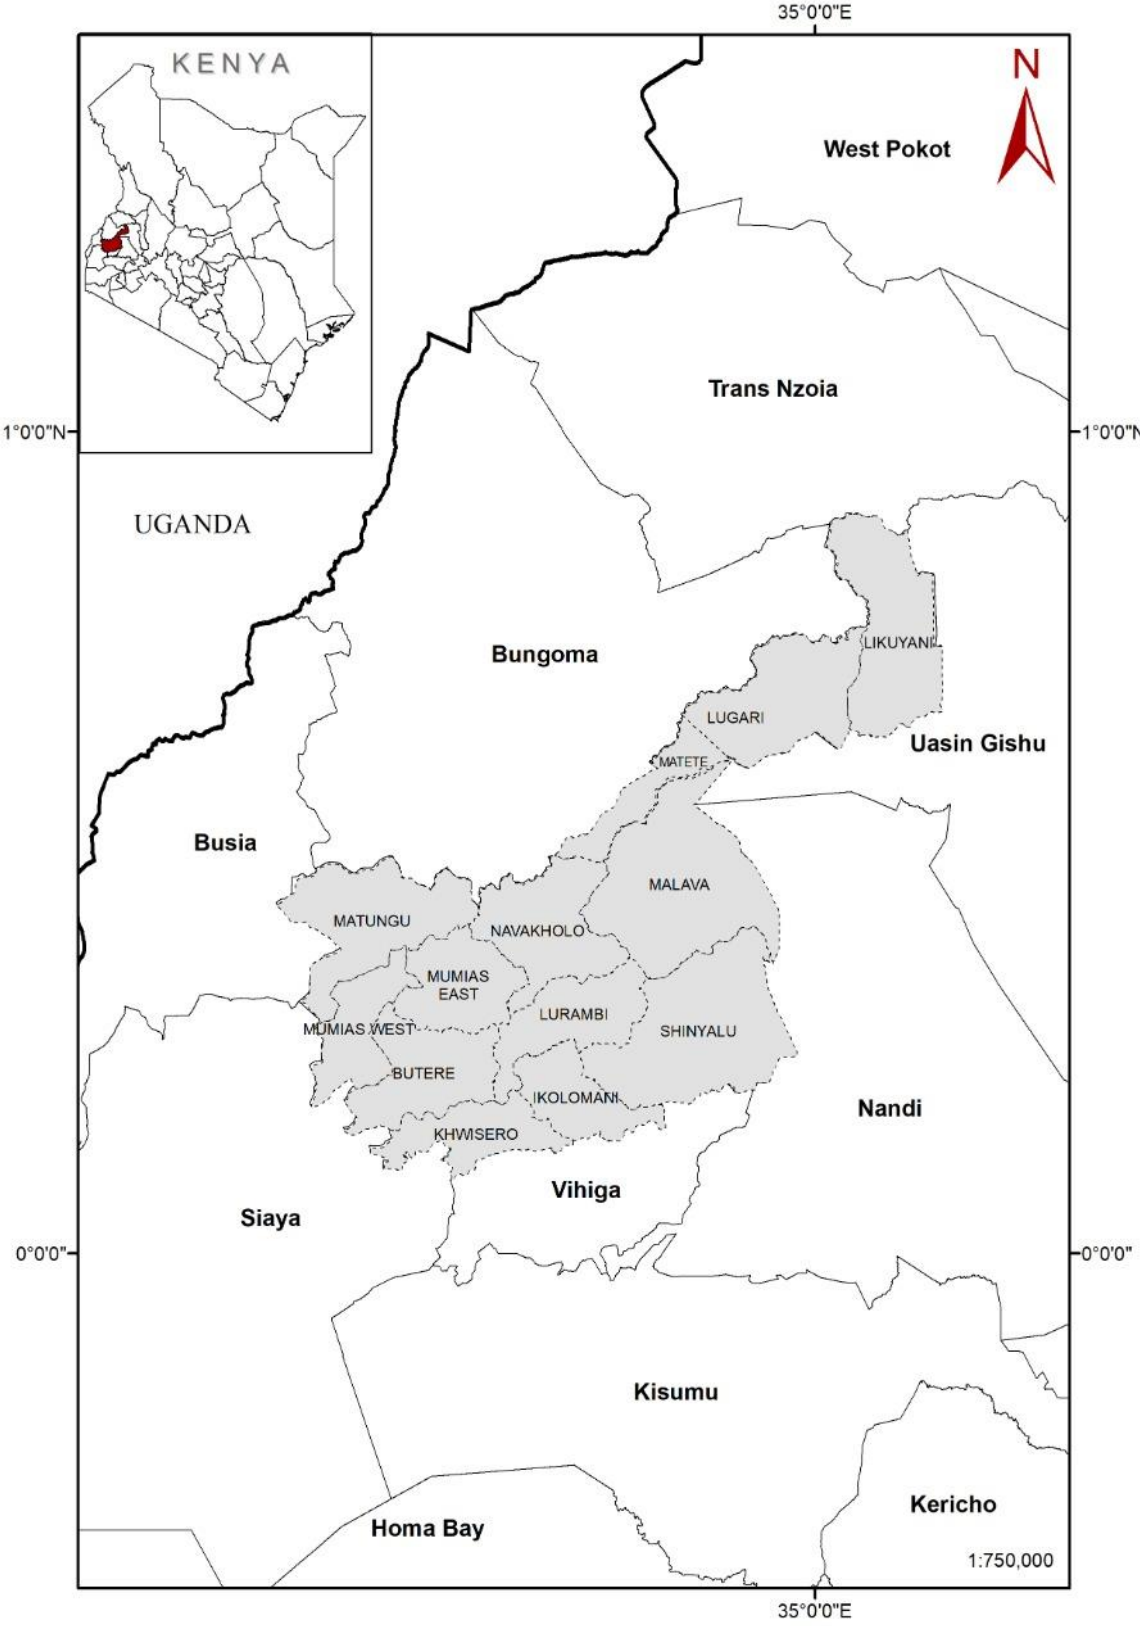 35°0'0"E
KENYA
N
West Pokot
Trans Nzoia
1°0'0"N
1°0'0"N
UGANDA
LIKUYANI
Bungoma
LUGARI
Uasin Gishu
MATETE
Busia
MALAVA
MATUNGU
NAVAKHOLO
MUMIAS
EAST
LURAMBI
MUMIAS WEST
SHINYALU
BUTERE
IKOLOMANI
Nandi
KHWISERO
Vihiga
Siaya
0°0'0"
0°0'0"
Kisumu
Kericho
Homa Bay
1:750,000
35°0'0"E